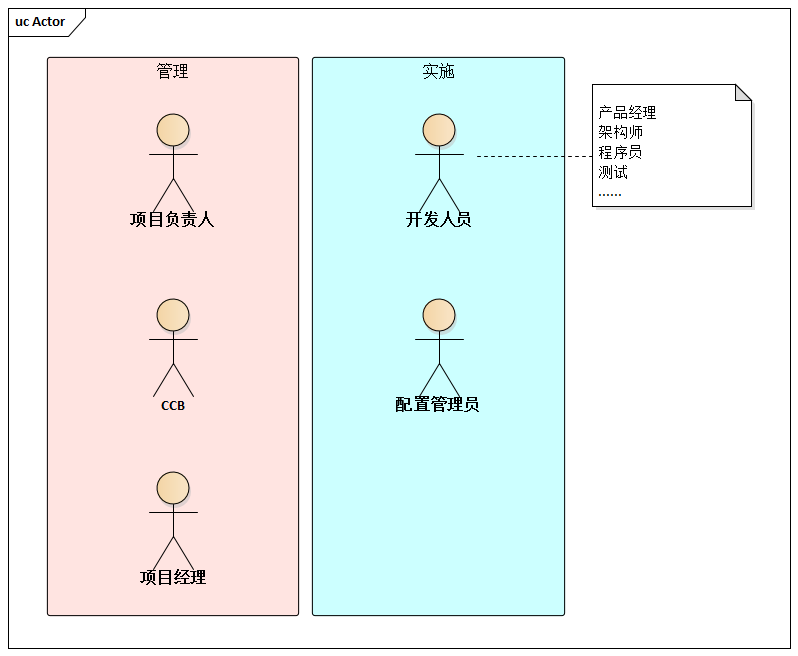 uc Actor
管理
项目负责人
CCB
项目经理
实施
开发人员
配置管理员
产品经理
架构师
程序员
测试
......